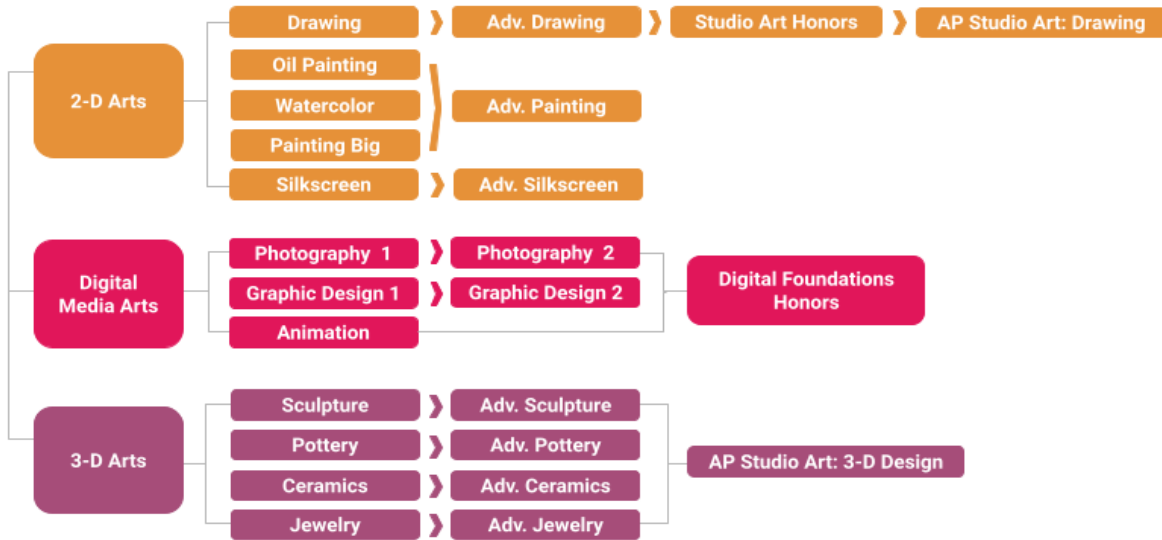 2-D Arts
Drawing
Adv. Drawing
Studio Art Honors
AP Studio Art: Drawing
Oil Painting
Watercolor
Painting Big
Adv. Painting
Silkscreen
Adv. Silkscreen
Digital
Media Arts
Photography 1
Photography 2
Graphic Design 1
Graphic Design 2
Animation
Digital Foundations
Honors
3-D Arts
Sculpture
Adv. Sculpture
Pottery
Adv. Pottery
Ceramics
Adv. Ceramics
Jewelry
Adv. Jewelry
AP Studio Art: 3-D Design